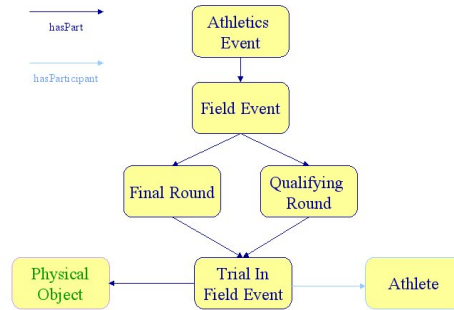 hasPart
hasParticipant
Athletics
Event
Field Event
Final Round
Qualifying
Round
Physical
Object
Trial In
Field Event
Athlete